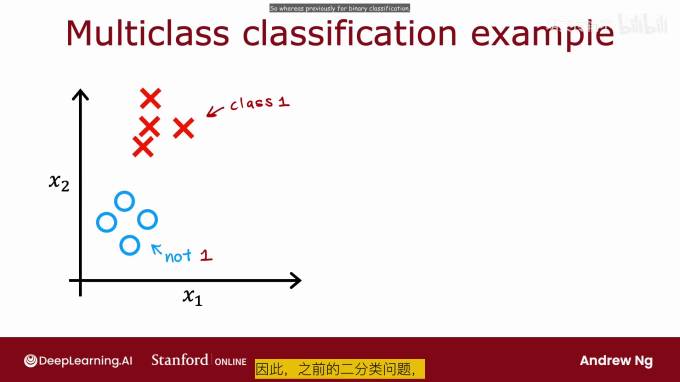 So whereas previously for binary classification,
Multiclass classification example
bilibili
class 1
x₂
not 1
x₁
DeepLearning.AI
Stanford ONLINE
Andrew Ng
因此，之前的二分类问题，